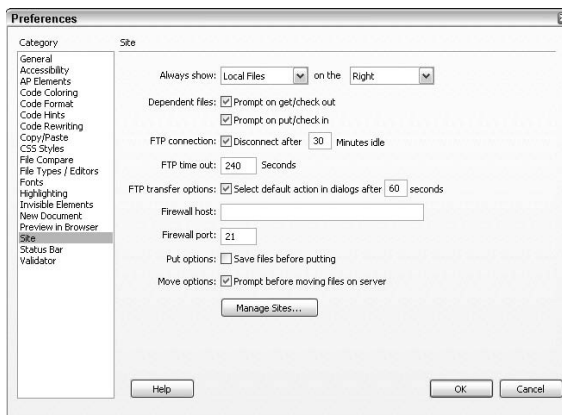 Preferences
Category
Site
General
Accessibility
AP Elements
Code Coloring
Code Format
Code Hints
Code Rewriting
Copy/Paste
CSS Styles
File Compare
File Types / Editors
Fonts
Highlighting
Invisible Elements
New Document
Preview in Browser
Site
Status Bar
Validator
Always show: Local Files on the Right
Dependent files: Prompt on get/check out
Prompt on put/check in
FTP connection: Disconnect after 30 Minutes idle
FTP time out: 240 Seconds
FTP transfer options: Select default action in dialogs after 60 seconds
Firewall host:
Firewall port: 21
Put options: Save files before putting
Move options: Prompt before moving files on server
Manage Sites...
Help
OK
Cancel